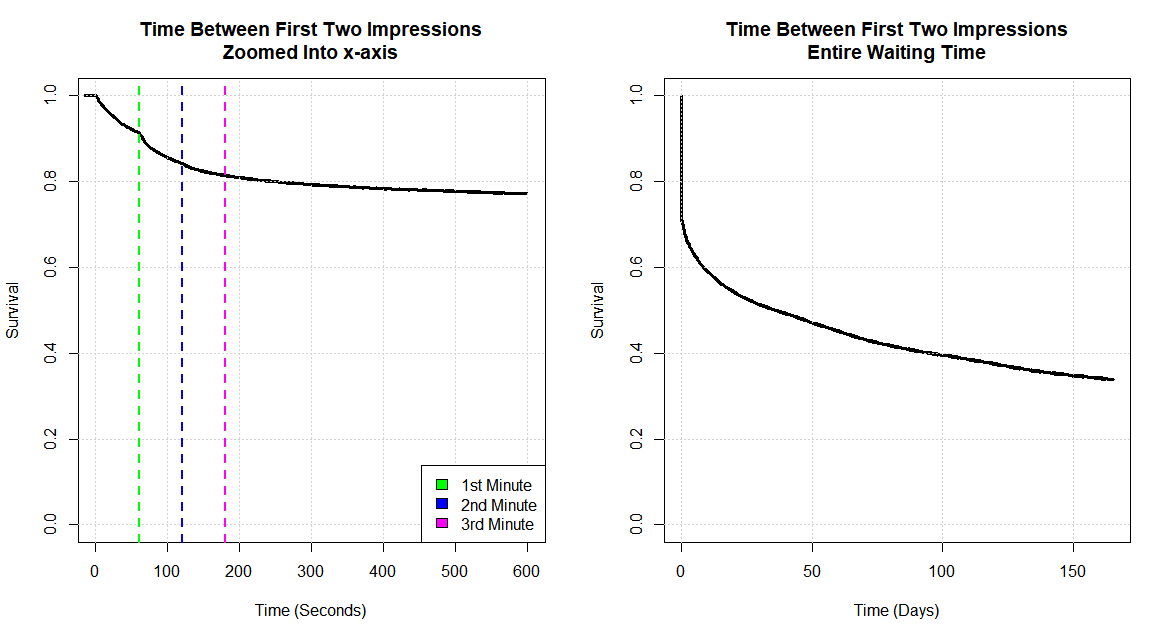 Time Between First Two Impressions
Zoomed Into x-axis
Survival
1.0
0.8
0.6
0.4
0.2
0.0
1st Minute
2nd Minute
3rd Minute
0 100 200 300 400 500 600
Time (Seconds)
Time Between First Two Impressions
Entire Waiting Time
Survival
1.0
0.8
0.6
0.4
0.2
0.0
0 50 100 150
Time (Days)